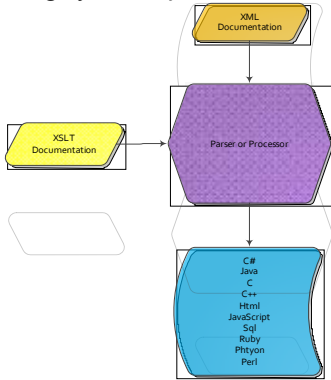 XML
Documentation
XSLT
Documentation
Parser or Processor
C#
Java
C
C++
Html
JavaScript
Sql
Ruby
Phtyon
Perl